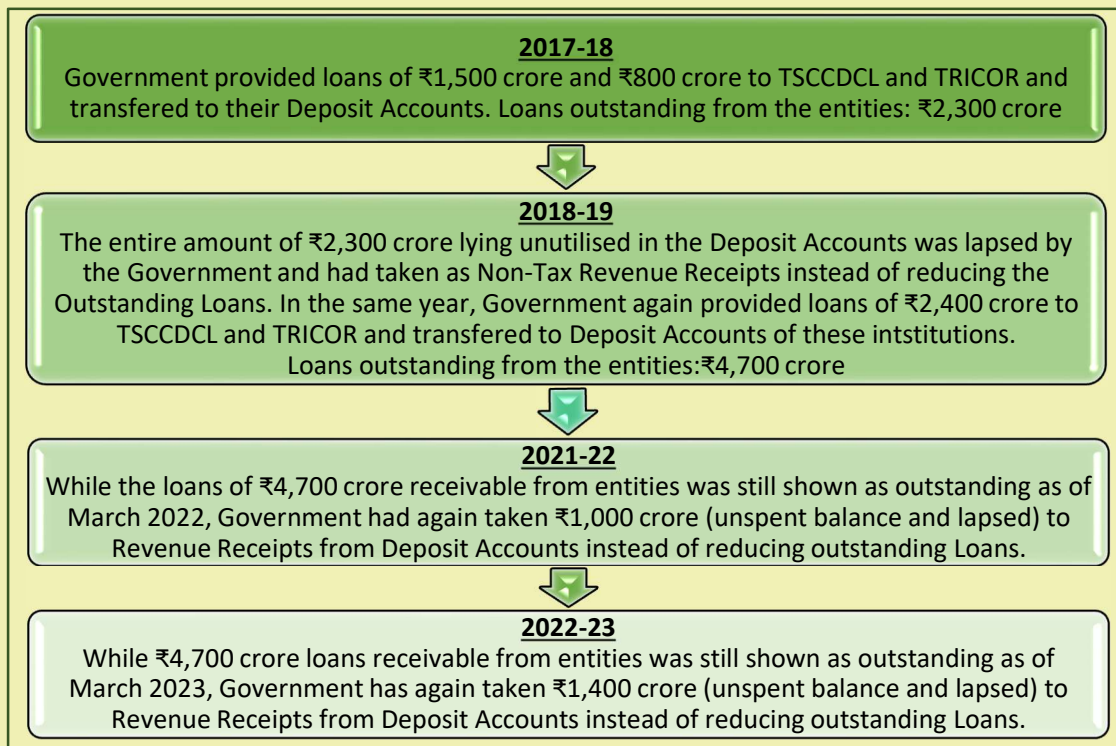 2017-18
Government provided loans of ₹1,500 crore and ₹800 crore to TSCCDCL and TRICOR and
transfered to their Deposit Accounts. Loans outstanding from the entities: ₹2,300 crore
2018-19
The entire amount of ₹2,300 crore lying unutilised in the Deposit Accounts was lapsed by
the Government and had taken as Non-Tax Revenue Receipts instead of reducing the
Outstanding Loans. In the same year, Government again provided loans of ₹2,400 crore to
TSCCDCL and TRICOR and transfered to Deposit Accounts of these intstitutions.
Loans outstanding from the entities:₹4,700 crore
2021-22
While the loans of ₹4,700 crore receivable from entities was still shown as outstanding as of
March 2022, Government had again taken ₹1,000 crore (unspent balance and lapsed) to
Revenue Receipts from Deposit Accounts instead of reducing outstanding Loans.
2022-23
While ₹4,700 crore loans receivable from entities was still shown as outstanding as of
March 2023, Government has again taken ₹1,400 crore (unspent balance and lapsed) to
Revenue Receipts from Deposit Accounts instead of reducing outstanding Loans.